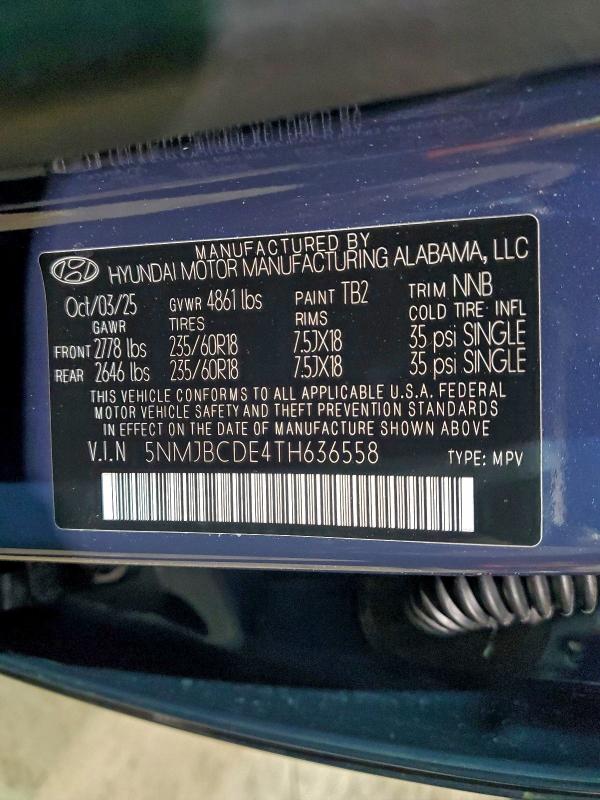 MANUFACTURED BY
HYUNDAI MOTOR MANUFACTURING ALABAMA, LLC
Oct/03/25 GVWR 4861 lbs PAINT TB2 TRIM NNB
GAWR TIRES RIMS COLD TIRE INFL
FRONT 2778 lbs 235/60R18 7.5JX18 35 psi SINGLE
REAR 2646 lbs 235/60R18 7.5JX18 35 psi SINGLE
THIS VEHICLE CONFORMS TO ALL APPLICABLE U.S.A. FEDERAL
MOTOR VEHICLE SAFETY AND THEFT PREVENTION STANDARDS
IN EFFECT ON THE DATE OF MANUFACTURE SHOWN ABOVE
V.I.N 5NMJBCDE4TH636558 TYPE: MPV